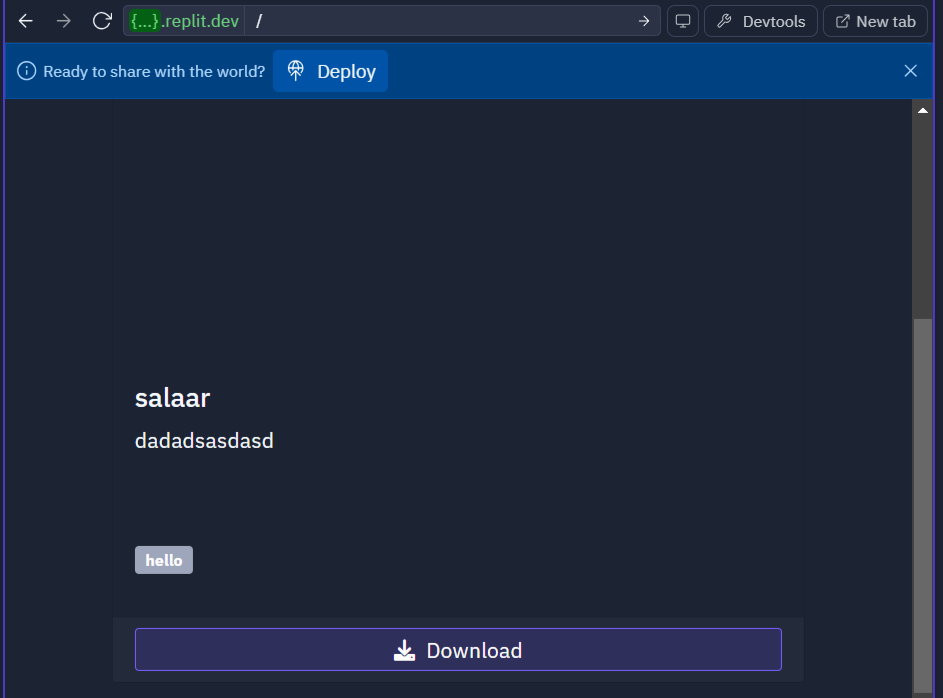 {...}.replit.dev /
Devtools
New tab
Ready to share with the world?
Deploy
salaar
dadadsasdasd
hello
Download